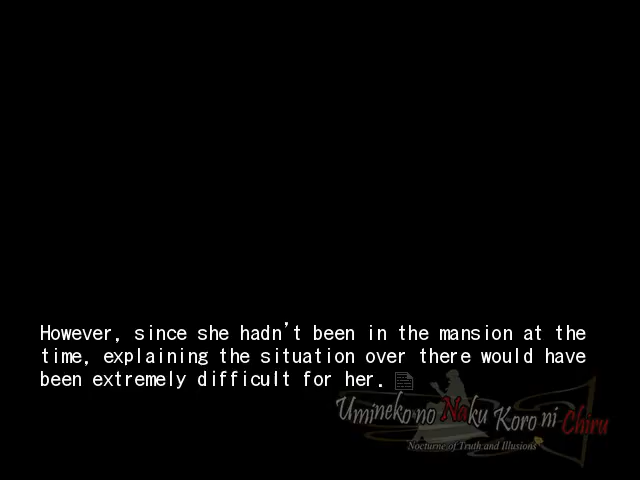 However, since she hadn't been in the mansion at the
time, explaining the situation over there would have
been extremely difficult for her.
Umineko no Naku Koro ni Chiru
Nocturne of Truth and Illusions